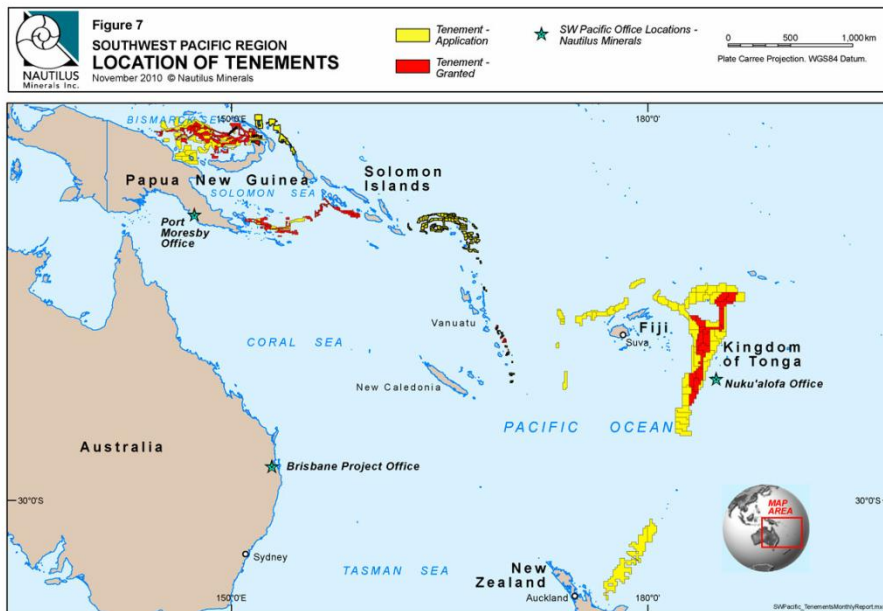 NAUTILUS
Minerals Inc.
Figure 7
SOUTHWEST PACIFIC REGION
LOCATION OF TENEMENTS
November 2010 © Nautilus Minerals
Tenement -
Application
Tenement -
Granted
SW Pacific Office Locations -
Nautilus Minerals
0 500 1,000 km
Plate Carree Projection. WGS84 Datum.
150°0'E
180°0'
BISMARCK SEA
Papua New Guinea
SOLOMON SEA
Solomon
Islands
Port
Moresby
Office
Vanuatu
Fiji
Suva
CORAL SEA
Kingdom
of Tonga
New Caledonia
Nuku'alofa Office
PACIFIC OCEAN
Australia
Brisbane Project Office
30°0'S
30°0'S
MAP
AREA
Sydney
TASMAN SEA
New
Zealand
Auckland
150°0'E
180°0'
SWPacific_TenementsMonthlyReport.mx